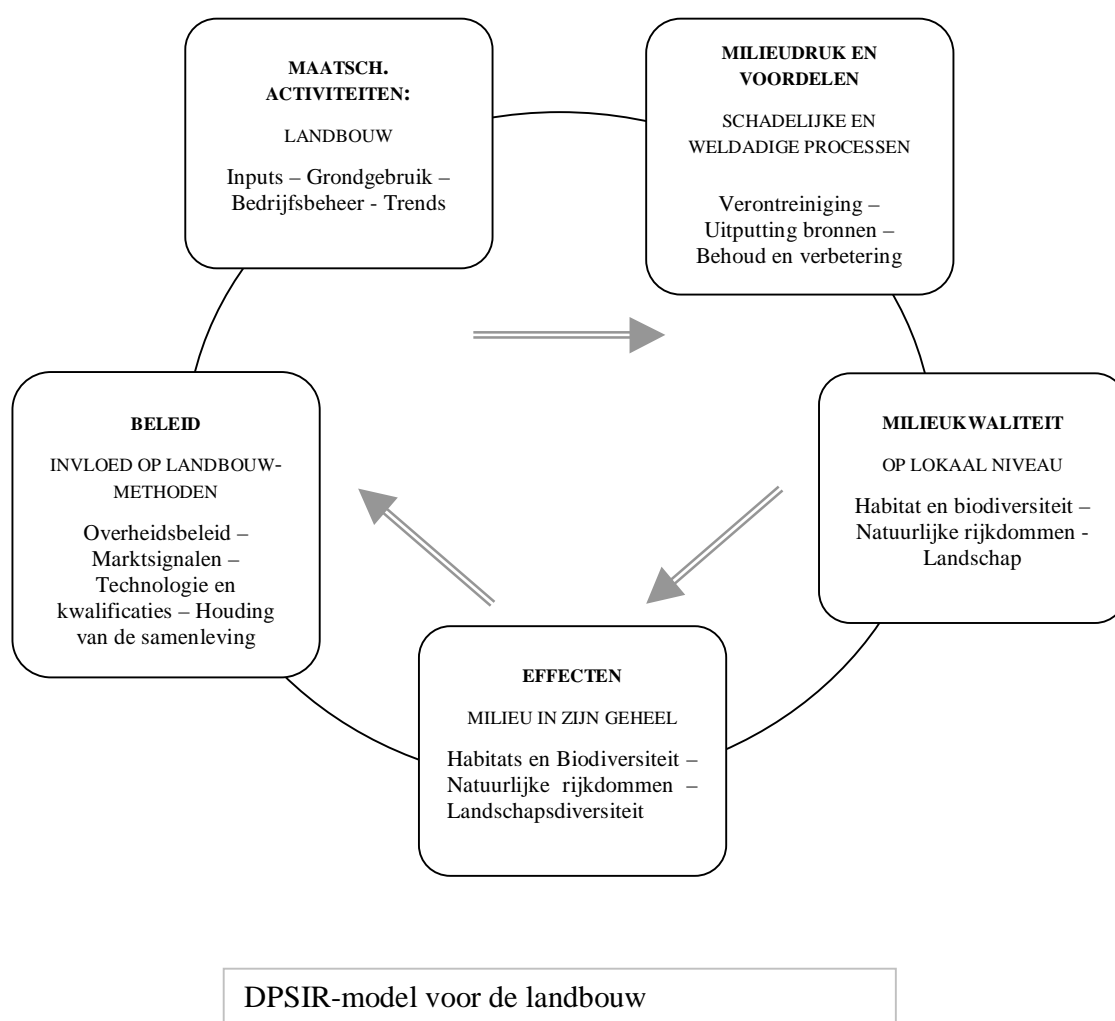 MAATSCH.
ACTIVITEITEN:
LANDBOUW
Inputs – Grondgebruik –
Bedrijfsbeheer - Trends
MILIEUDRUK EN
VOORDELEN
SCHADELIJKE EN
WELDADIGE PROCESSEN
Verontreiniging –
Uitputting bronnen –
Behoud en verbetering
BELEID
INVLOED OP LANDBOUW-
METHODEN
Overheidsbeleid –
Marktsignalen –
Technologie en
kwalificaties – Houding
van de samenleving
MILIEUKWALITEIT
OP LOKAAL NIVEAU
Habitat en biodiversiteit –
Natuurlijke rijkdommen -
Landschap
EFFECTEN
MILIEU IN ZIJN GEHEEL
Habitats en Biodiversiteit –
Natuurlijke rijkdommen –
Landschapsdiversiteit
DPSIR-model voor de landbouw